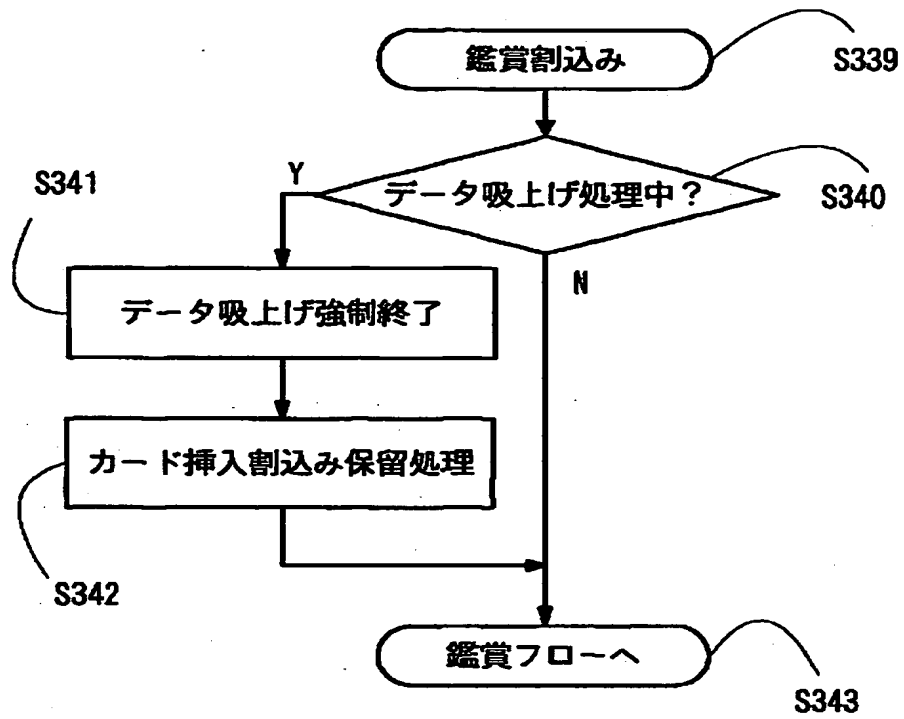 鑑賞割込み
S339
データ吸上げ処理中？
S340
Y
N
S341
データ吸上げ強制終了
カード挿入割込み保留処理
S342
鑑賞フローへ
S343